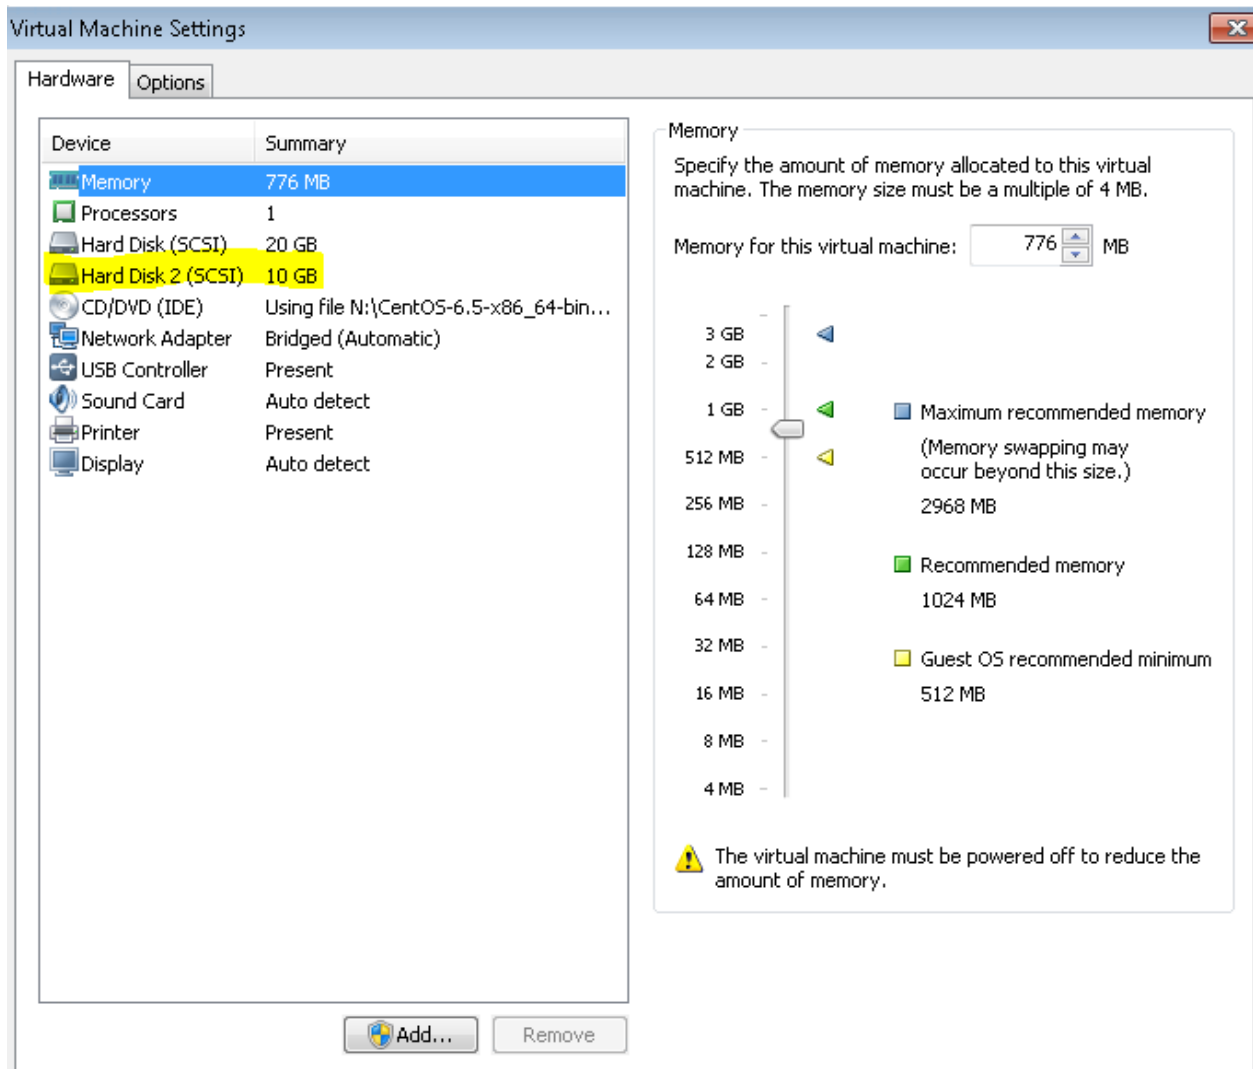 Virtual Machine Settings
Hardware
Options
Device Summary
Memory 776 MB
Processors 1
Hard Disk (SCSI) 20 GB
Hard Disk 2 (SCSI) 10 GB
CD/DVD (IDE) Using file N:\CentOS-6.5-x86_64-bin...
Network Adapter Bridged (Automatic)
USB Controller Present
Sound Card Auto detect
Printer Present
Display Auto detect
Add...
Remove
Memory
Specify the amount of memory allocated to this virtual
machine. The memory size must be a multiple of 4 MB.
Memory for this virtual machine: 776 MB
3 GB
2 GB
1 GB
512 MB
256 MB
128 MB
64 MB
32 MB
16 MB
8 MB
4 MB
Maximum recommended memory
(Memory swapping may
occur beyond this size.)
2968 MB
Recommended memory
1024 MB
Guest OS recommended minimum
512 MB
The virtual machine must be powered off to reduce the
amount of memory.